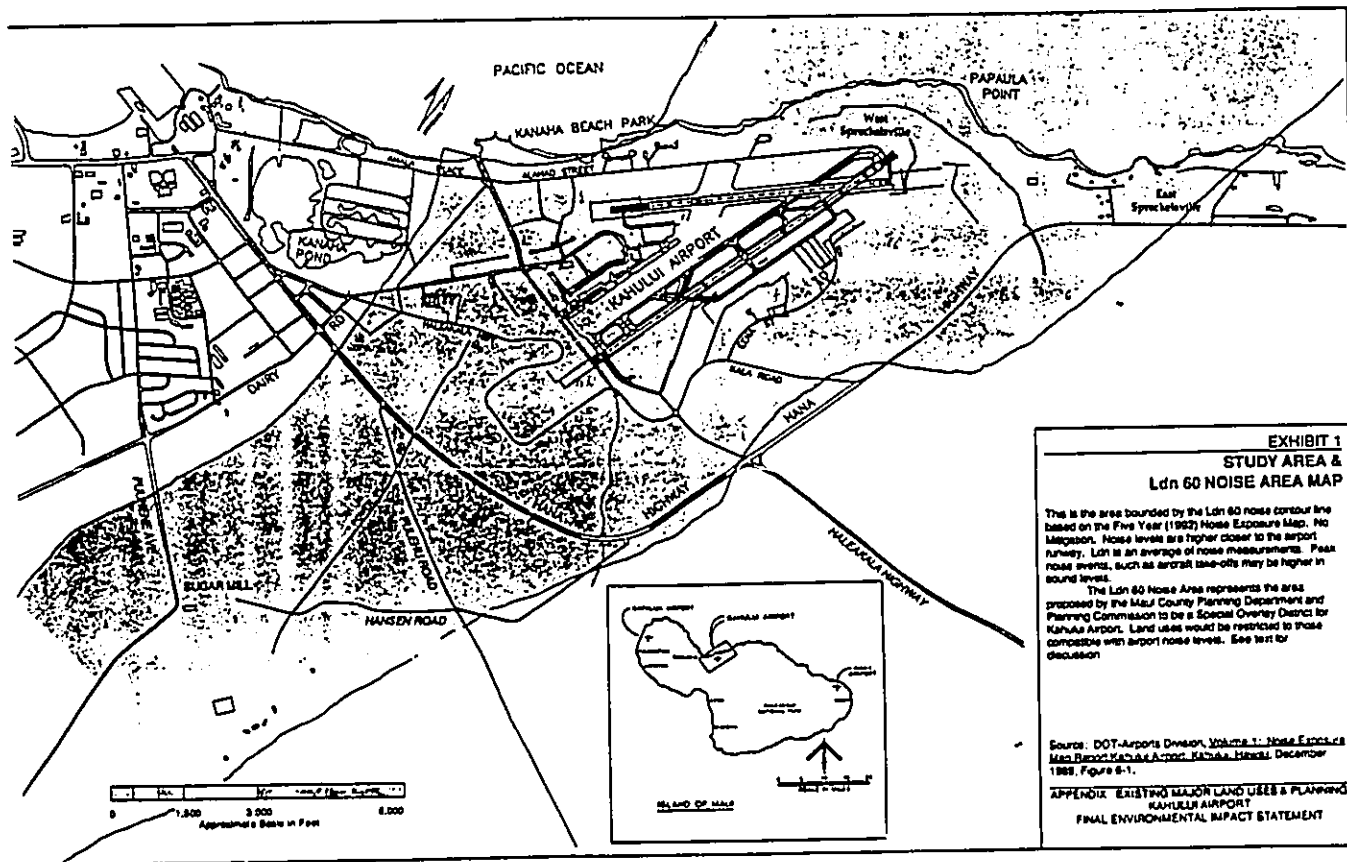 PACIFIC OCEAN
PAPAULA
POINT
KANAHA BEACH PARK
West
Spreckelsville
PLACE
ALAMAO STREET
East
Spreckelsville
KANAHA
POND
KAHULUI AIRPORT
RD
DAIRY
HIGHWAY
KALA ROAD
HANA
HIGHWAY
PULEHU ROAD
SUGAR MILL
HANSEN ROAD
HALEAKALA HIGHWAY
KAHULUI AIRPORT
ISLAND OF MAUI
0 1,500 3,000 6,000
Approximate Scale in Feet
EXHIBIT 1
STUDY AREA &
Ldn 60 NOISE AREA MAP
This is the area bounded by the Ldn 60 noise contour line
based on the Five Year (1992) Noise Exposure Map, No
Mitigation. Noise levels are higher closer to the airport
runway. Ldn is an average of noise measurements. Peak
noise events, such as aircraft take-offs may be higher in
sound levels.
The Ldn 60 Noise Area represents the area
proposed by the Maui County Planning Department and
Planning Commission to be a Special Overlay District for
Kahului Airport. Land uses would be restricted to those
compatible with airport noise levels. See text for
discussion
Source: DOT-Airports Division, Volume 1: Noise Exposure
Map Report Kahului Airport, Kahului, Hawaii, December
Figure 6-1.
APPENDIX EXISTING MAJOR LAND USES & PLANNING
KAHULUI AIRPORT
FINAL ENVIRONMENTAL IMPACT STATEMENT